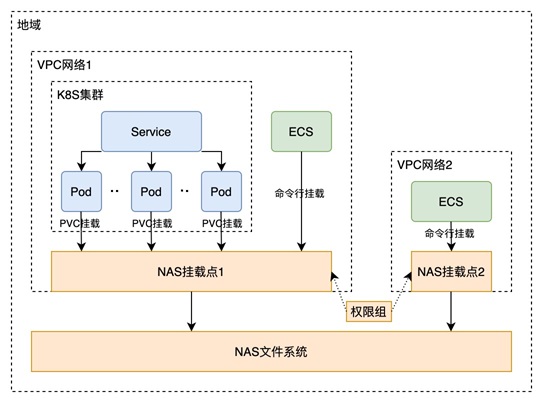 地域
VPC网络1
K8S集群
Service
ECS
VPC网络2
Pod
··
Pod
··
Pod
ECS
PVC挂载
PVC挂载
PVC挂载
命令行挂载
命令行挂载
NAS挂载点1
NAS挂载点2
权限组
NAS文件系统